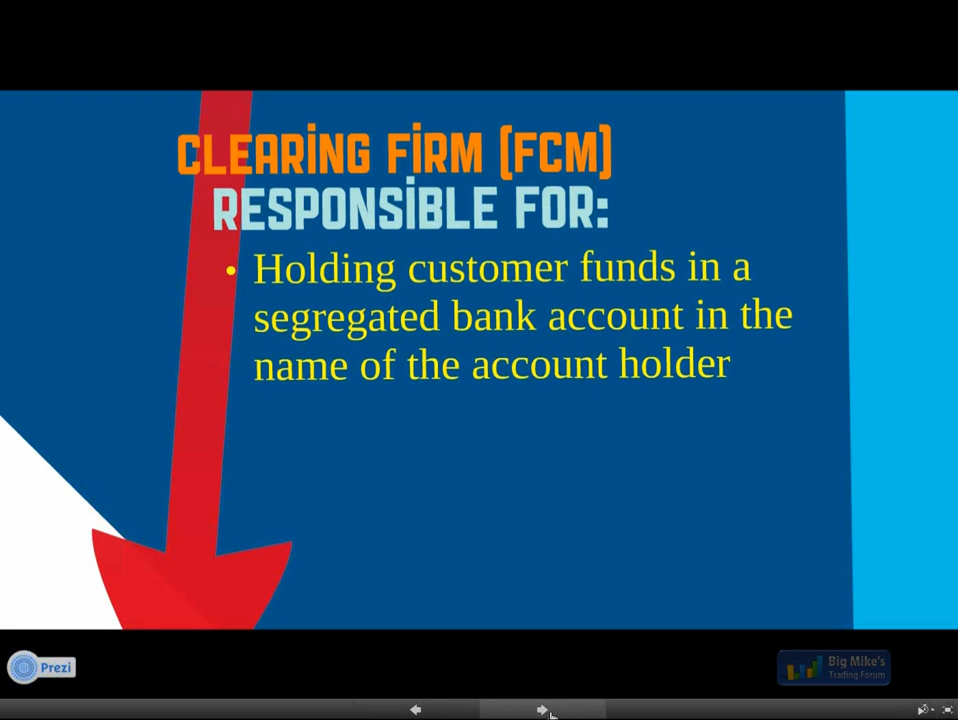 CLEARING FIRM (FCM)
RESPONSIBLE FOR:
• Holding customer funds in a
segregated bank account in the
name of the account holder
Prezi
Big Mike's
Trading Forum